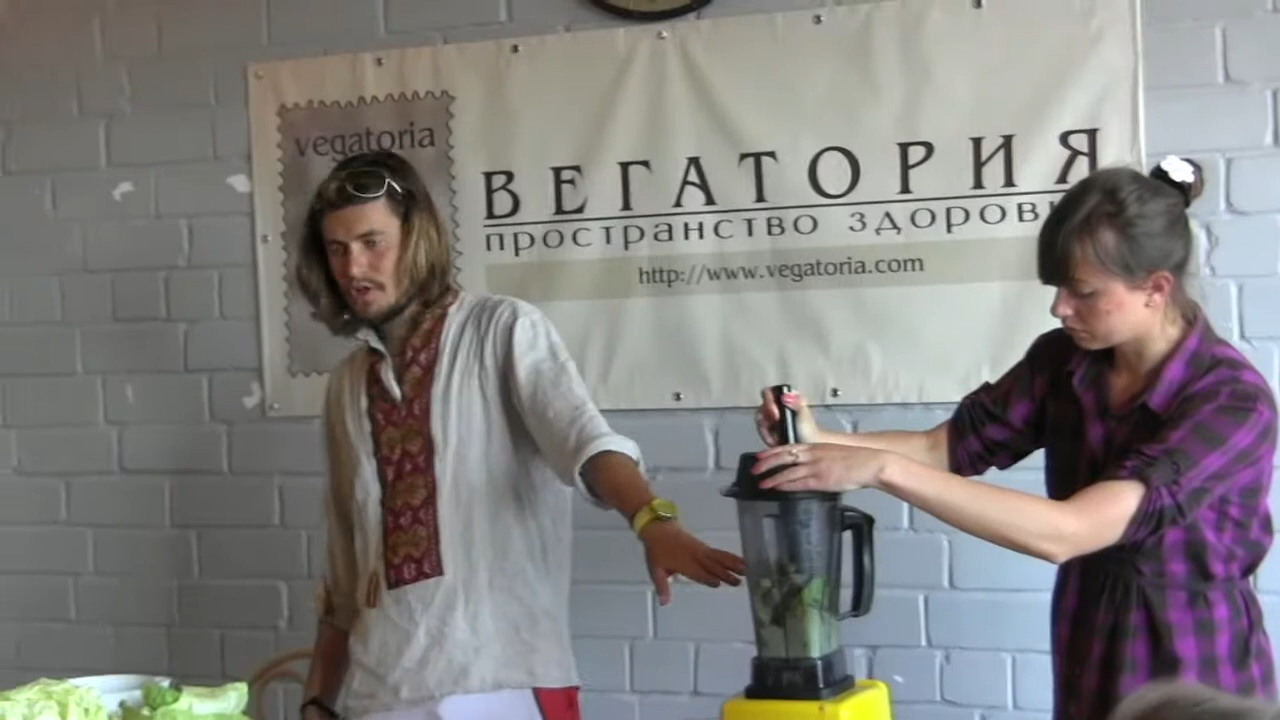 vegatoria
ВЕГАТОРИЯ
пространство здоровь
http://www.vegatoria.com